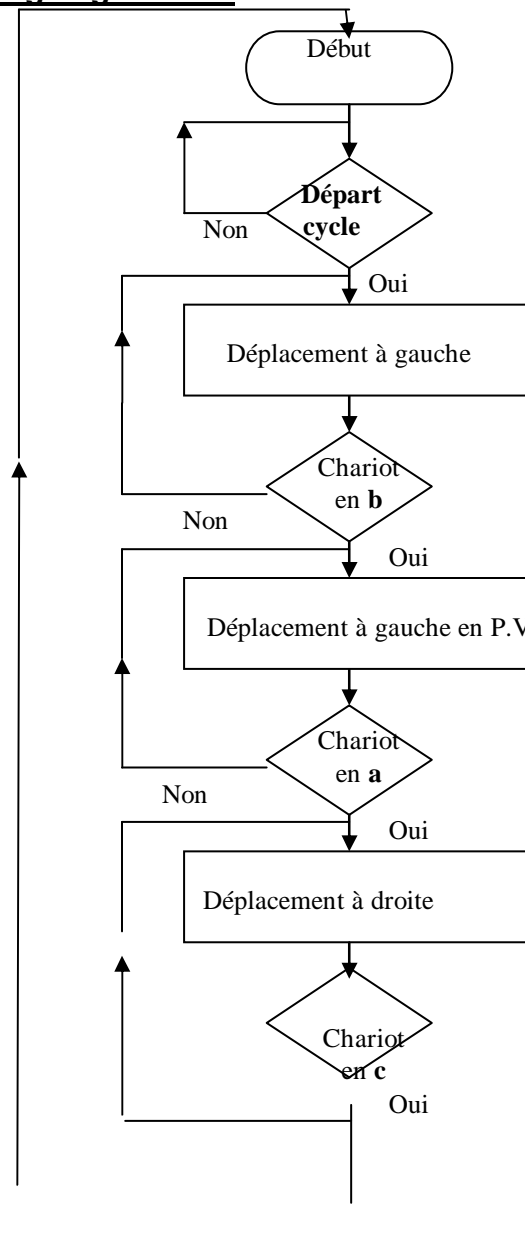 Début
Départ
cycle
Non
Oui
Déplacement à gauche
Chariot
en b
Non
Oui
Déplacement à gauche en P.V
Chariot
en a
Non
Oui
Déplacement à droite
Chariot
en c
Oui